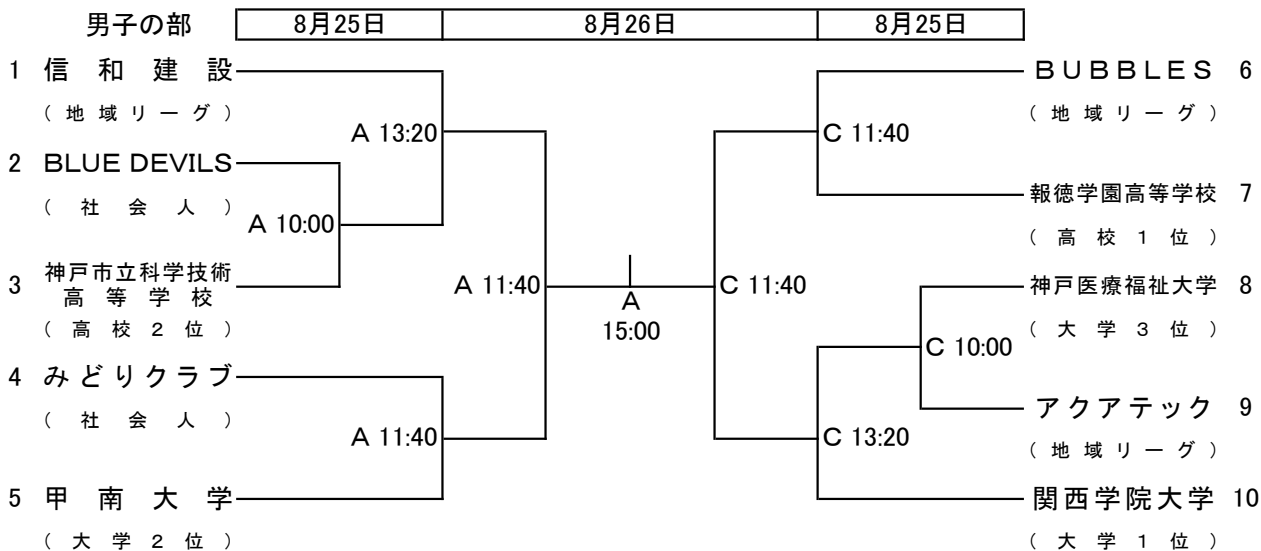 男子の部 8月25日 8月26日 8月25日
1 信和建設
(地域リーグ)
A 13:20
2 BLUE DEVILS
(社会人)
A 10:00
3 神戸市立科学技術
高等学校
(高校2位)
A 11:40
4 みどりクラブ
(社会人)
A 11:40
5 甲南大学
(大学2位)
A
15:00
BUBBLES 6
(地域リーグ)
C 11:40
報徳学園高等学校 7
(高校1位)
C 11:40
神戸医療福祉大学 8
(大学3位)
C 10:00
アクアテック 9
(地域リーグ)
C 13:20
関西学院大学 10
(大学1位)